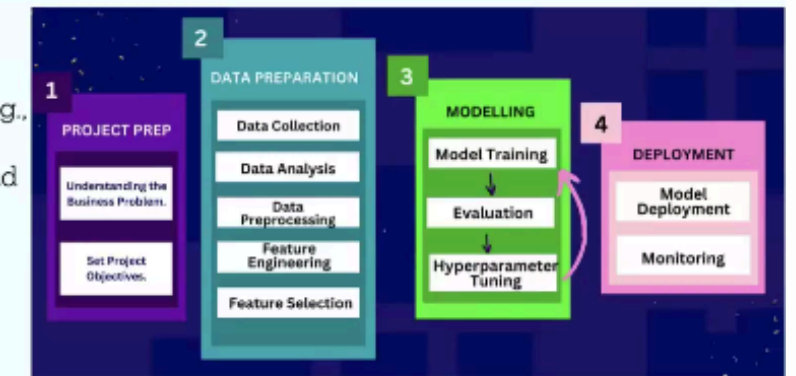 g.,
d
1
PROJECT PREP
Understanding the
Business Problem.
Set Project
Objectives.
2
DATA PREPARATION
Data Collection
Data Analysis
Data
Preprocessing
Feature
Engineering
Feature Selection
3
MODELLING
Model Training
Evaluation
Hyperparameter
Tuning
4
DEPLOYMENT
Model
Deployment
Monitoring